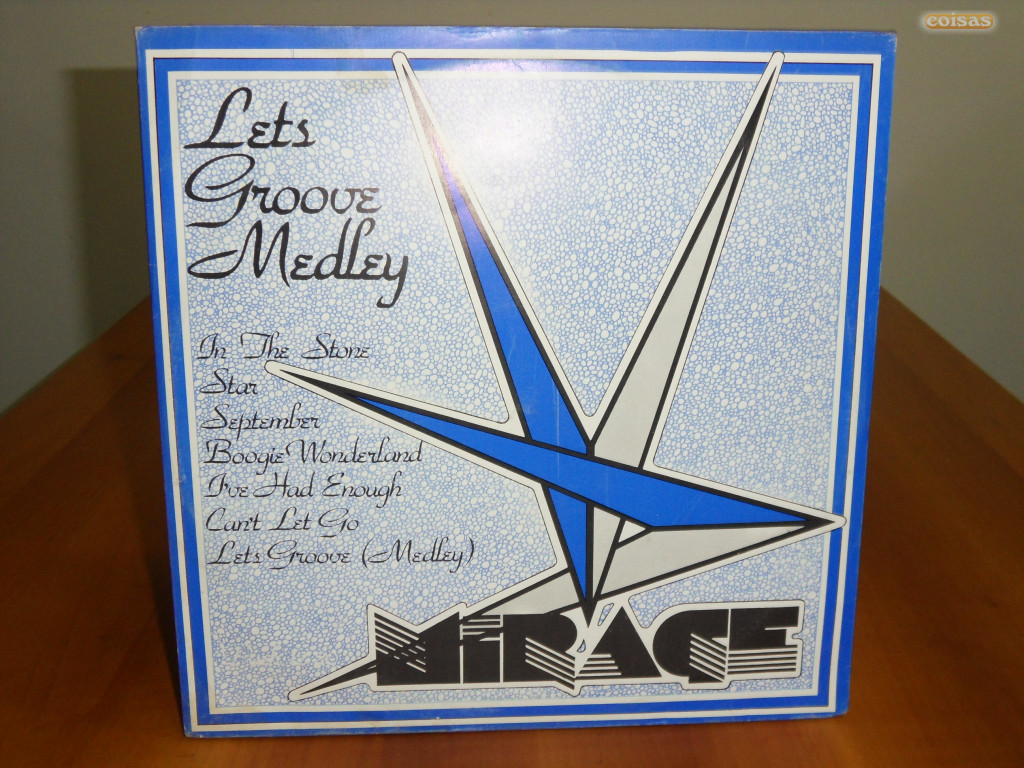 coisas
Lets
Groove
Medley
In The Stone
Star
September
Boogie Wonderland
I've Had Enough
Can't Let Go
Lets Groove (Medley)
MIRAGE